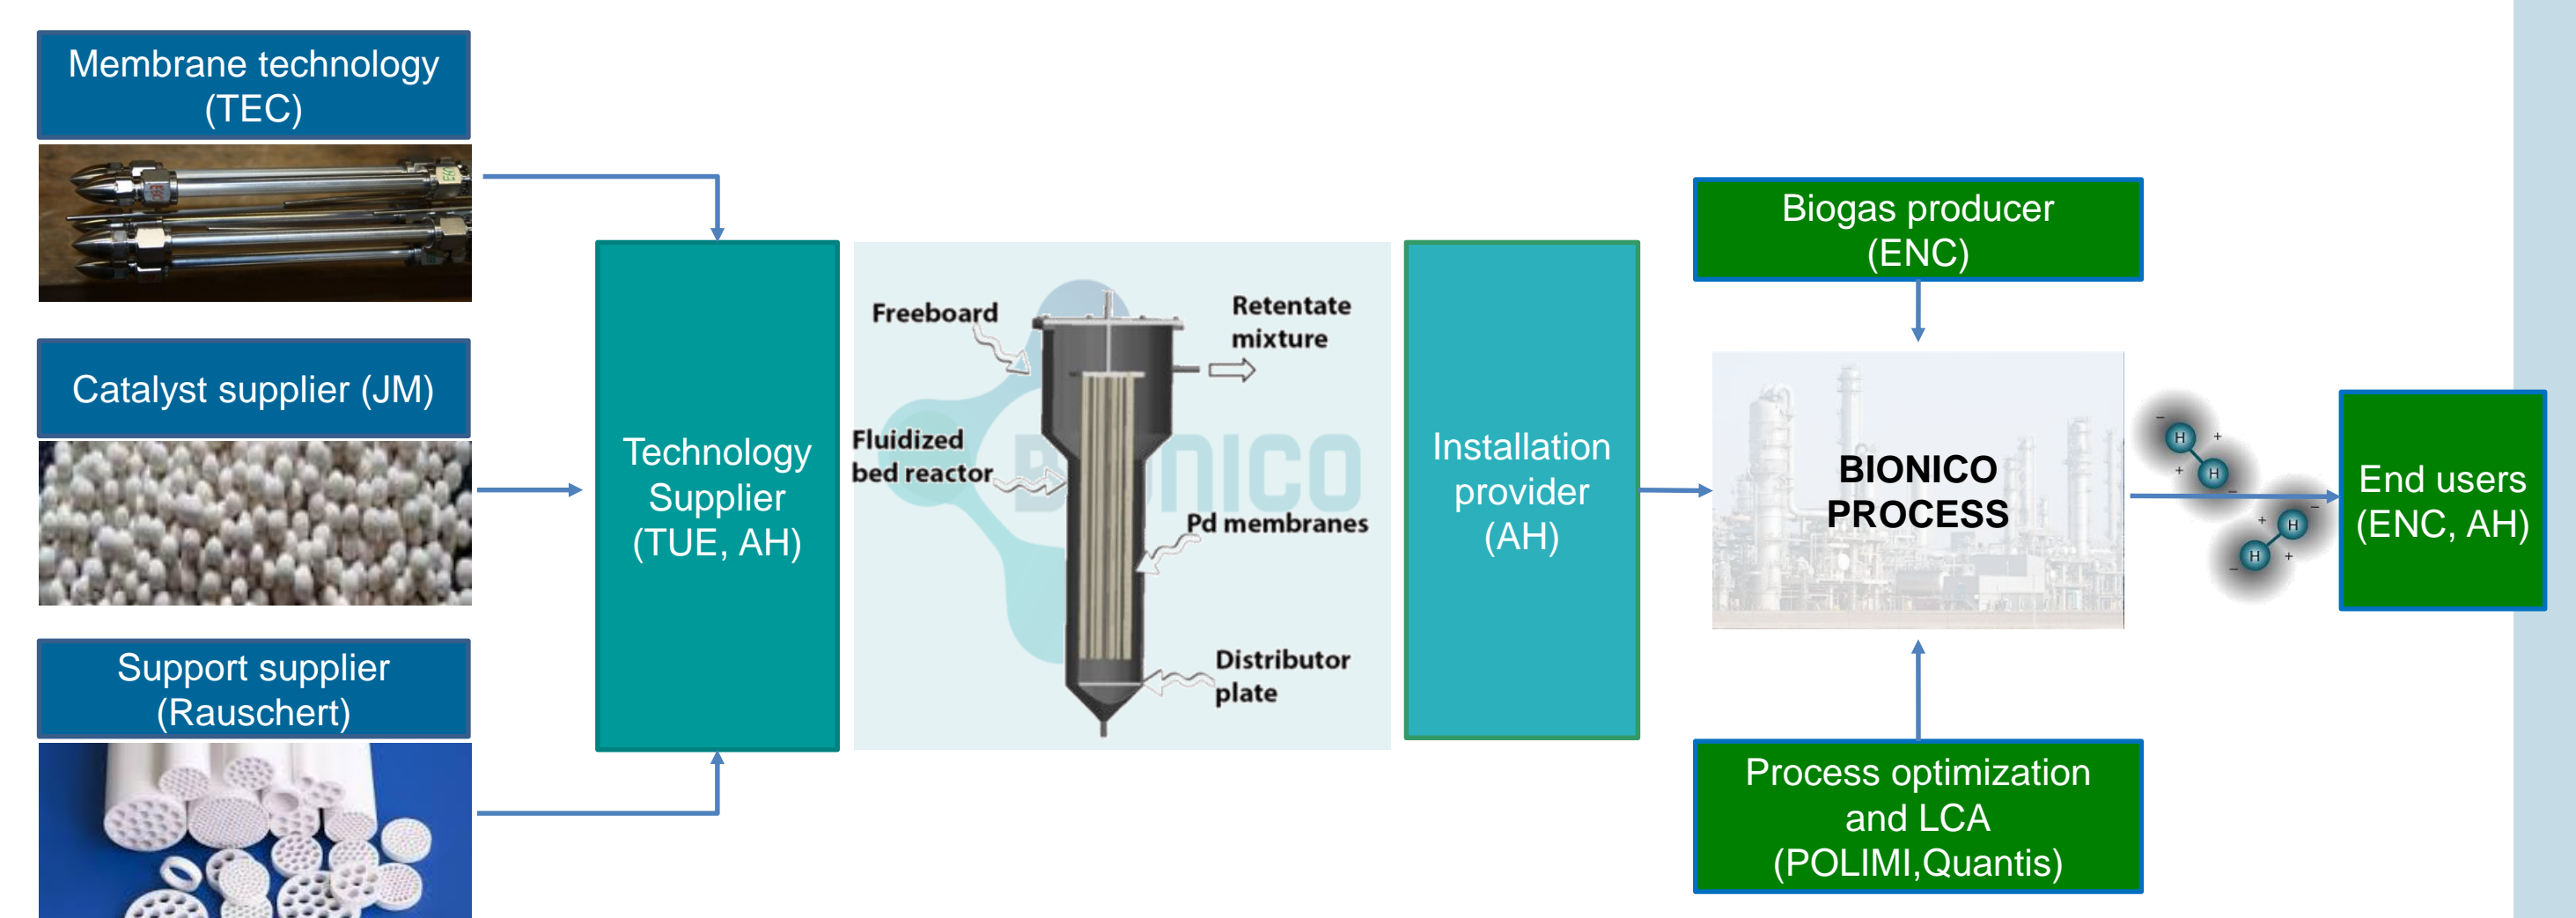 Membrane technology
(TEC)
Catalyst supplier (JM)
Support supplier
(Rauschert)
Technology
Supplier
(TUE, AH)
Freeboard
Retentate
mixture
Fluidized
bed reactor
BIONICO
Pd membranes
Distributor
plate
Installation
provider
(AH)
Biogas producer
(ENC)
BIONICO
PROCESS
Process optimization
and LCA
(POLIMI,Quantis)
H
H
H
H
End users
(ENC, AH)